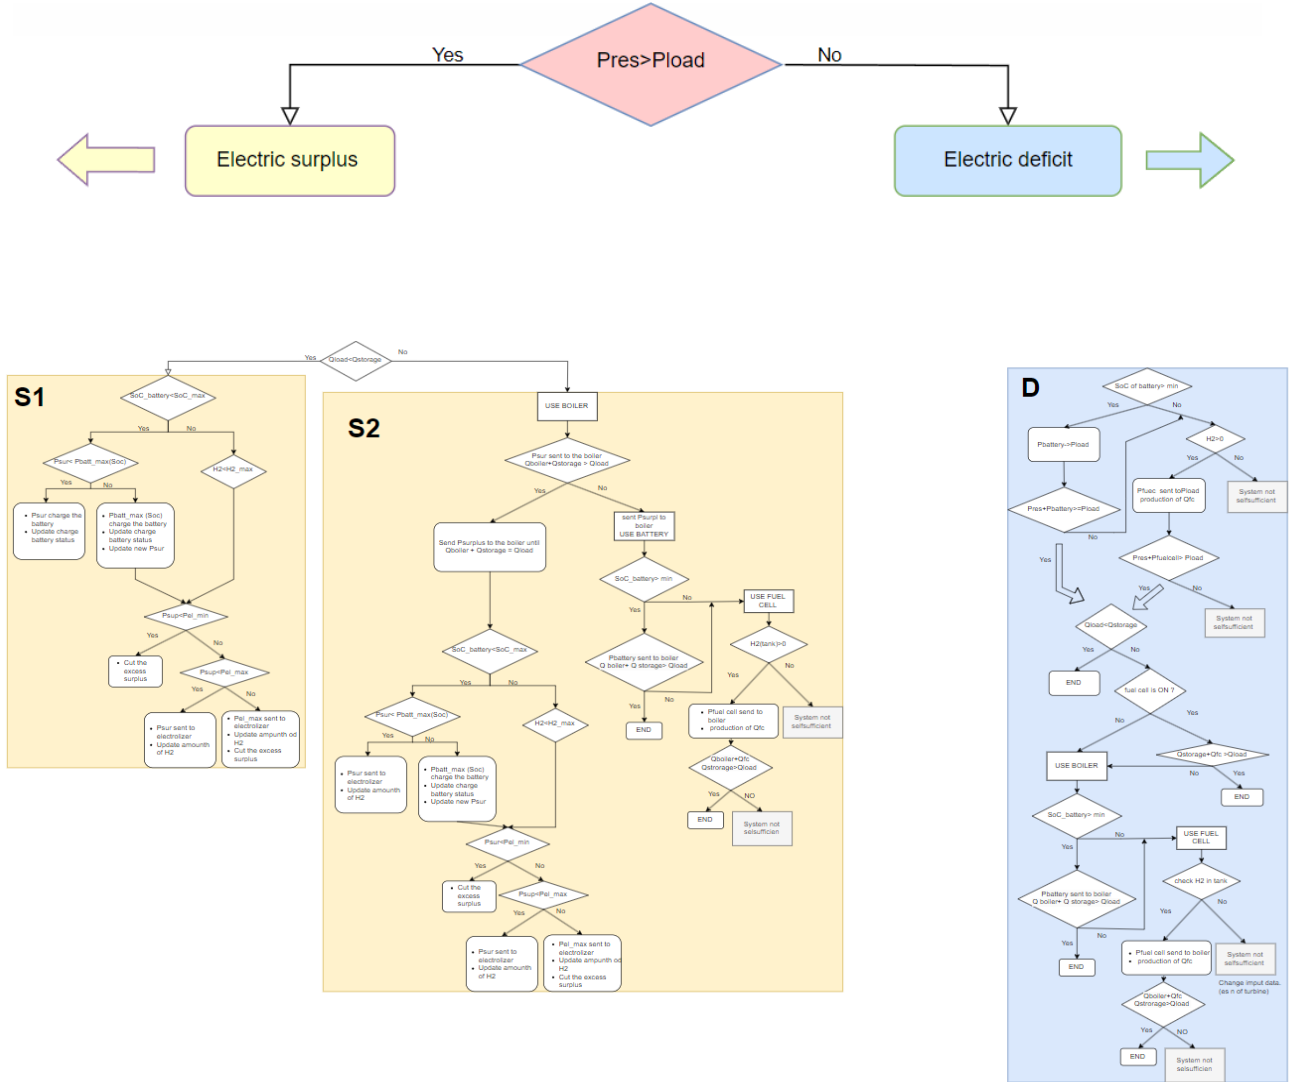 Pres>Pload
Yes
No
Electric surplus
Electric deficit
Qload<Qstorage
Yes
No
S1
SoC_battery<SoC_max
Yes
No
Psur< Pbatt_max(Soc)
H2<H2_max
Yes
No
Psur charge the
battery
Update charge
battery status
Pbatt_max (Soc)
charge the battery
Update charge
battery status
Update new Psur
Psup<Pel_min
Yes
No
Cut the
excess
surplus
Psup<Pel_max
Yes
No
Psur sent to
electrolizer
Update amounth
of H2
Pel_max sent to
electrolizer
Update ampunth od
H2
Cut the excess
surplus
S2
USE BOILER
Psur sent to the boiler
Qboiler+Qstorage > Qload
Yes
No
Send Psurplus to the boiler until
Qboiler + Qstorage = Qload
sent Psurpl to
boiler
USE BATTERY
SoC_battery> min
No
Yes
USE FUEL
CELL
Pbattery sent to boiler
Q boiler+ Q storage> Qload
H2(tank)>0
Yes
No
Yes
No
END
Pfuel cell send to
boiler
production of Qfc
System not
selfsufficient
Qboiler+Qfc
Qstrorage>Qload
Yes
NO
END
System not
selsufficien
SoC_battery<SoC_max
Yes
No
Psur< Pbatt_max(Soc)
H2<H2_max
Yes
No
Psur sent to
electrolizer
Update amounth
of H2
Pbatt_max (Soc)
charge the battery
Update charge
battery status
Update new Psur
Psur<Pel_min
Yes
No
Cut the
excess
surplus
Psup<Pel_max
Yes
No
Psur sent to
electrolizer
Update amounth
of H2
Pel_max sent to
electrolizer
Update ampunth od
H2
Cut the excess
surplus
D
SoC of battery> min
Yes
No
Pbattery->Pload
H2>0
Yes
No
Pfuec sent toPload
production of Qfc
System not
selfsufficient
Pres+Pbattery>=Pload
No
Yes
Pres+Pfuelcell> Pload
Yes
No
System not
selfsufficient
Qload<Qstorage
Yes
No
END
fuel cell is ON ?
No
Yes
USE BOILER
Qstorage+Qfc >Qload
No
Yes
END
SoC_battery> min
No
Yes
USE FUEL
CELL
Pbattery sent to boiler
Q boiler+ Q storage> Qload
check H2 in tank
Yes
No
Yes
No
END
Pfuel cell send to boiler
production of Qfc
System not
selfsufficient
Change imput data.
(es n of turbine)
Qboiler+Qfc
Qstrorage>Qload
Yes
NO
END
System not
selsufficien